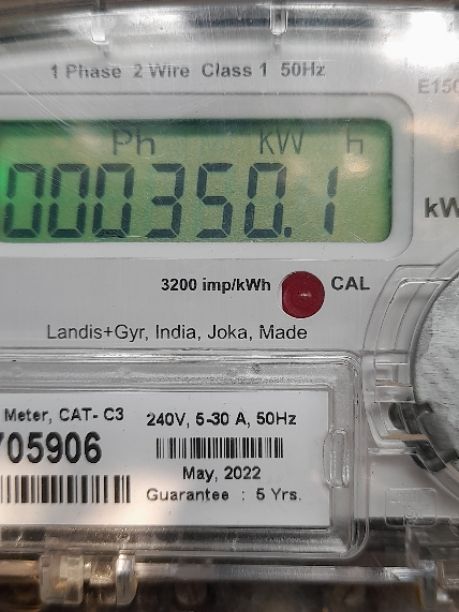 1 Phase 2 Wire Class 1 50Hz
E150
Ph KW h
000350.1
kW
3200 imp/kWh CAL
Landis+Gyr, India, Joka, Made
Meter, CAT- C3 240V, 5-30 A, 50Hz
705906
May, 2022
Guarantee : 5 Yrs.